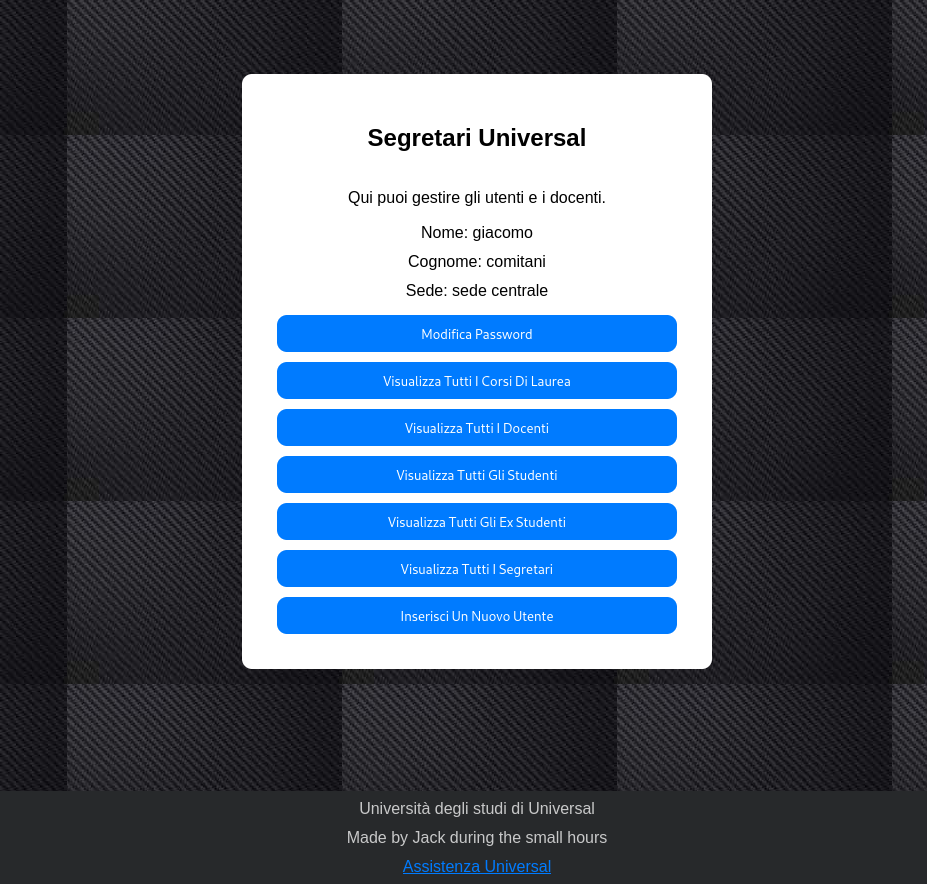 Segretari Universal
Qui puoi gestire gli utenti e i docenti.
Nome: giacomo
Cognome: comitani
Sede: sede centrale
Modifica Password
Visualizza Tutti I Corsi Di Laurea
Visualizza Tutti I Docenti
Visualizza Tutti Gli Studenti
Visualizza Tutti Gli Ex Studenti
Visualizza Tutti I Segretari
Inserisci Un Nuovo Utente
Università degli studi di Universal
Made by Jack during the small hours
Assistenza Universal